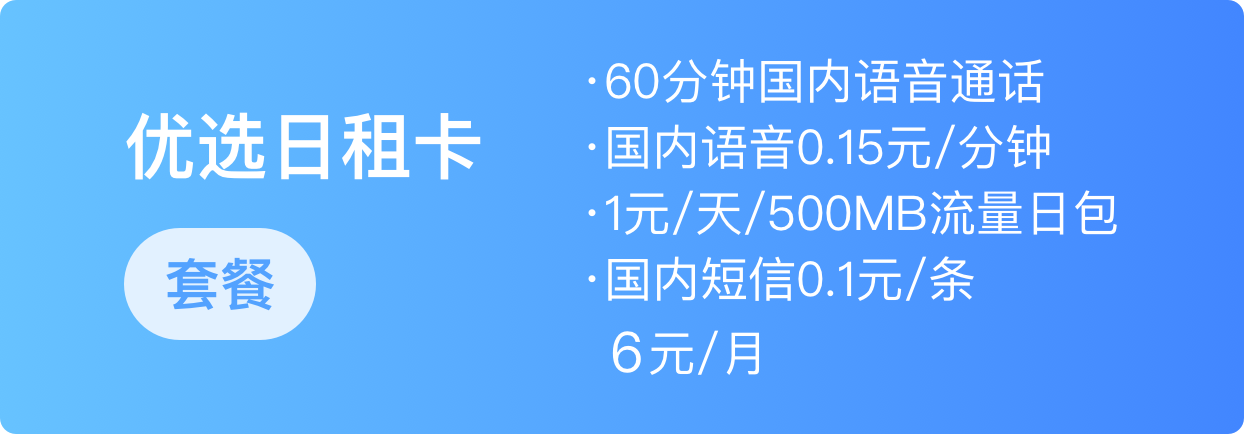 优选日租卡
套餐
·60分钟国内语音通话
·国内语音0.15元/分钟
·1元/天/500MB流量日包
·国内短信0.1元/条
6元/月